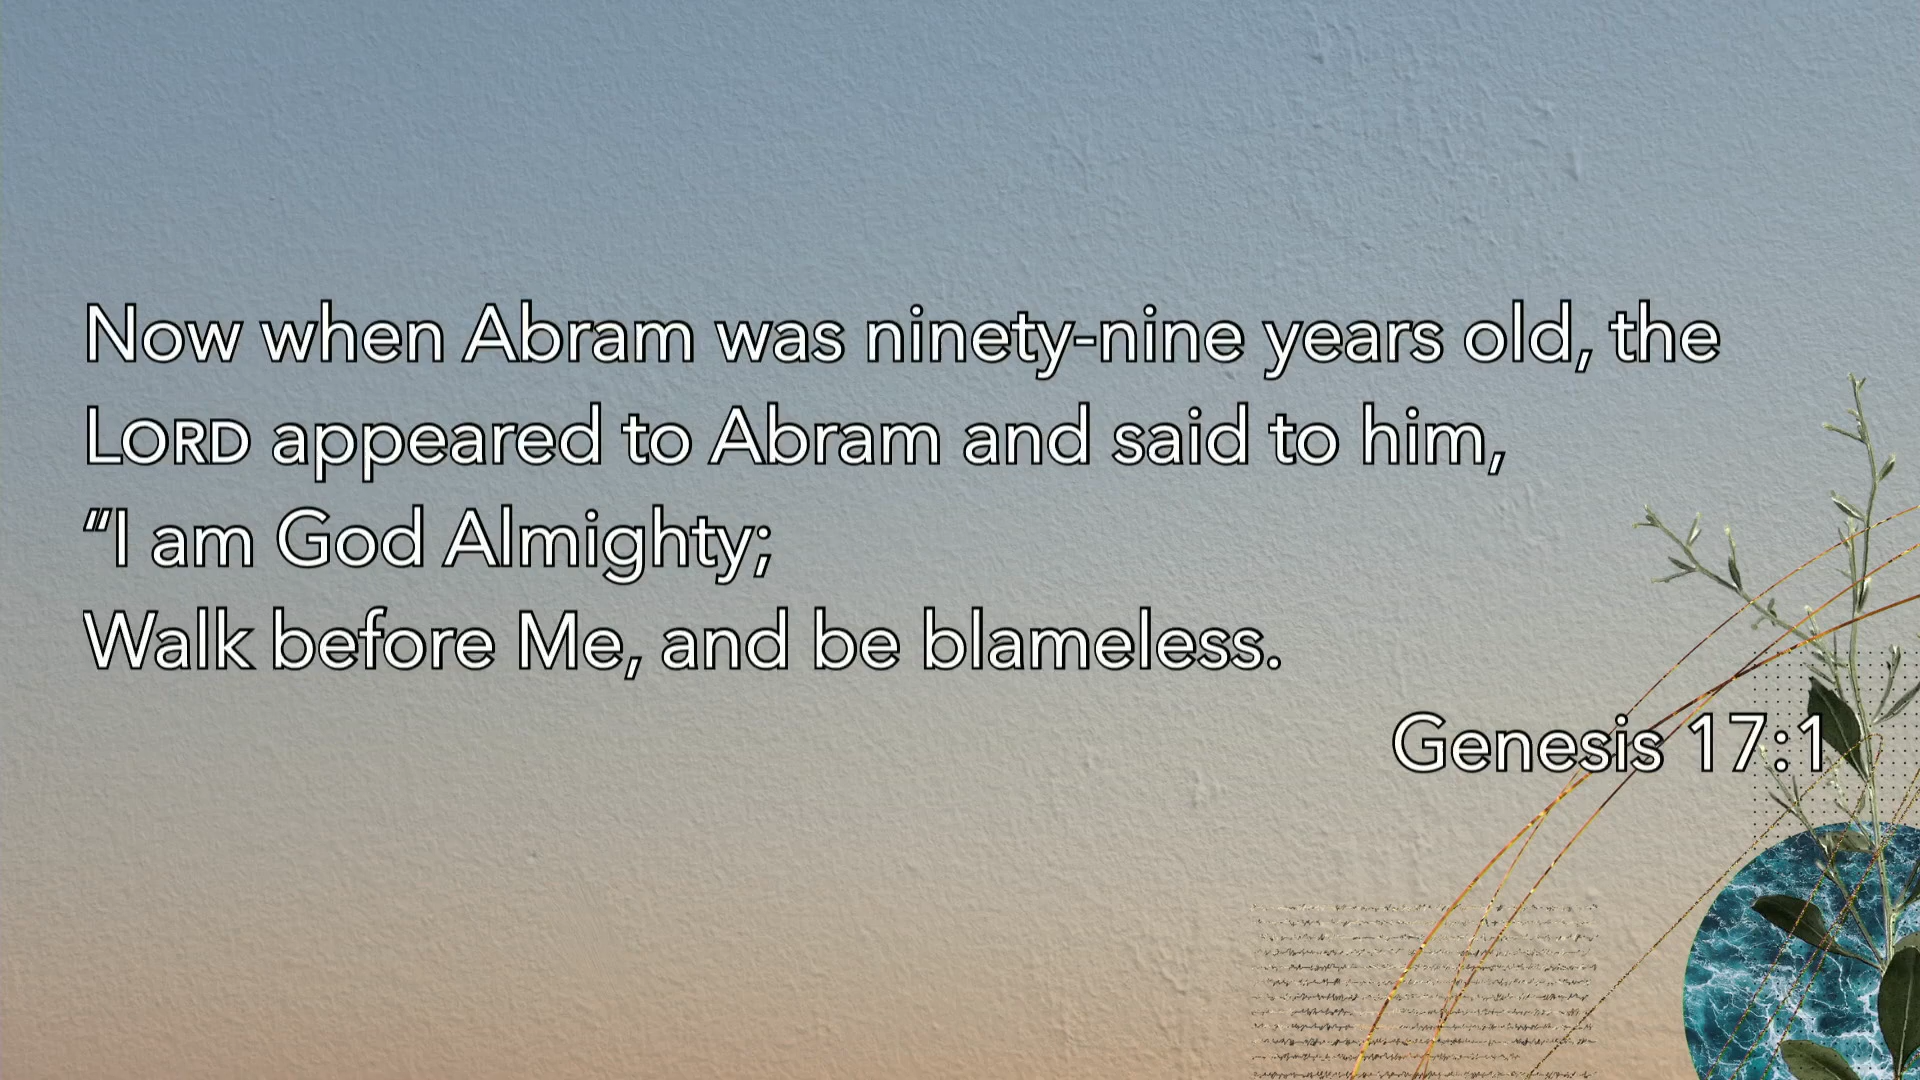 Now when Abram was ninety-nine years old, the
LORD appeared to Abram and said to him,
“I am God Almighty;
Walk before Me, and be blameless.
Genesis 17:1